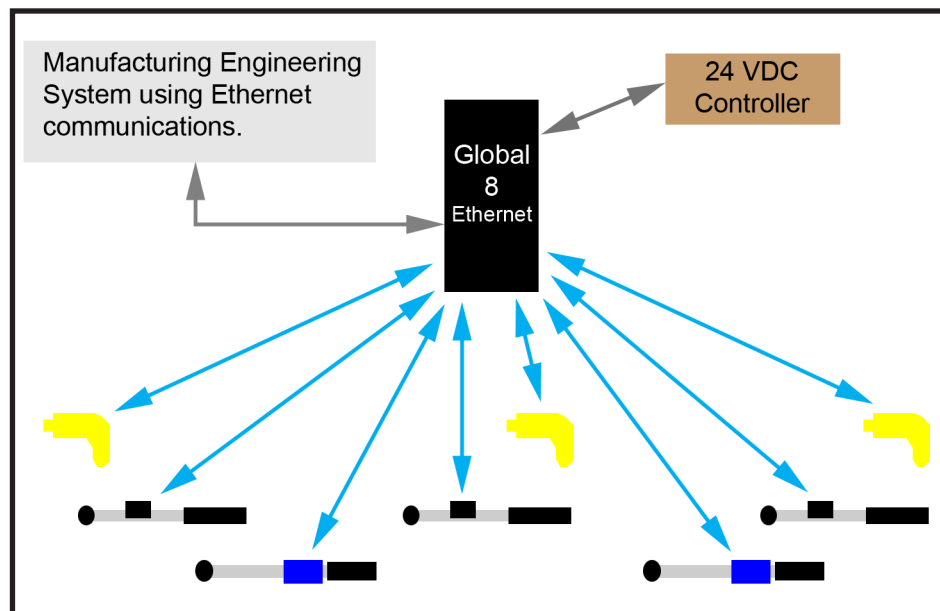 Manufacturing Engineering
System using Ethernet
communications.
24 VDC
Controller
Global
8
Ethernet